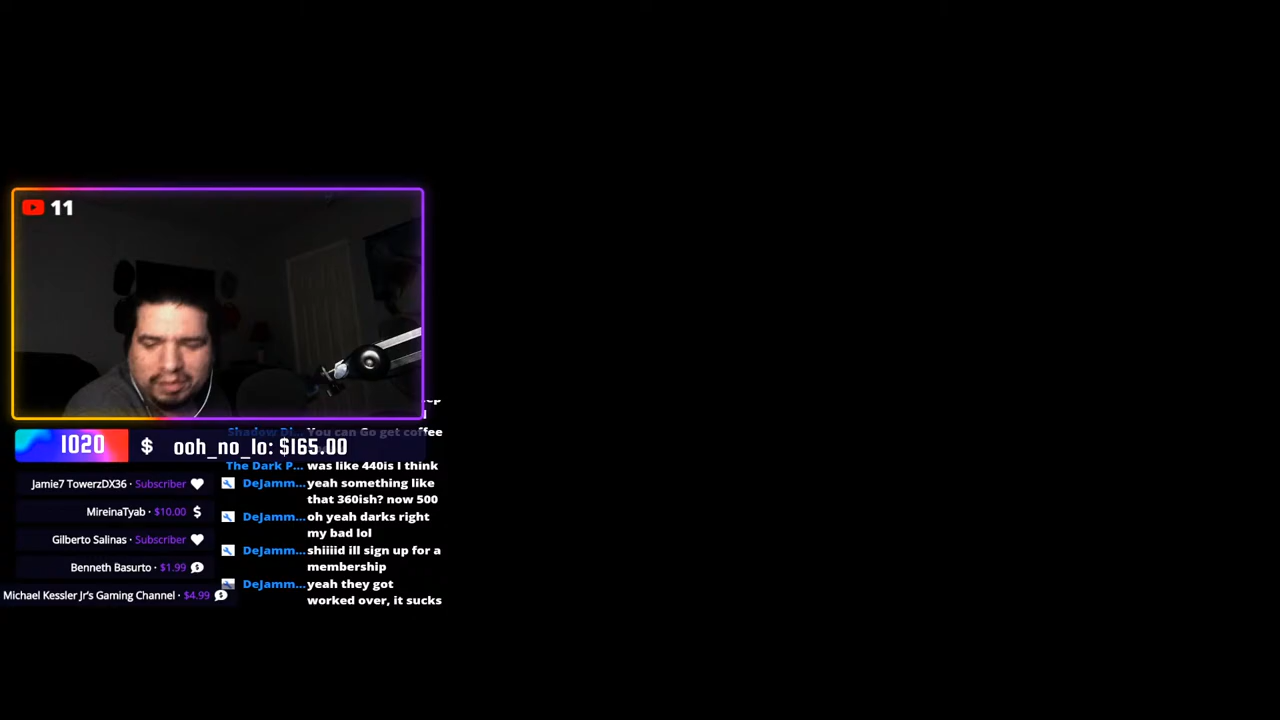 11
1020
$ ooh_no_lo: $165.00
Jamie7 TowerzDX36 · Subscriber
MireinaTyab · $10.00 $
Gilberto Salinas · Subscriber
Benneth Basurto · $1.99
Michael Kessler Jr's Gaming Channel · $4.99
Shadow Di... You can Go get coffee
The Dark P... was like 440is I think
DeJamm... yeah something like
that 360ish? now 500
DeJamm... oh yeah darks right
my bad lol
DeJamm... shiiiid ill sign up for a
membership
DeJamm... yeah they got
worked over, it sucks